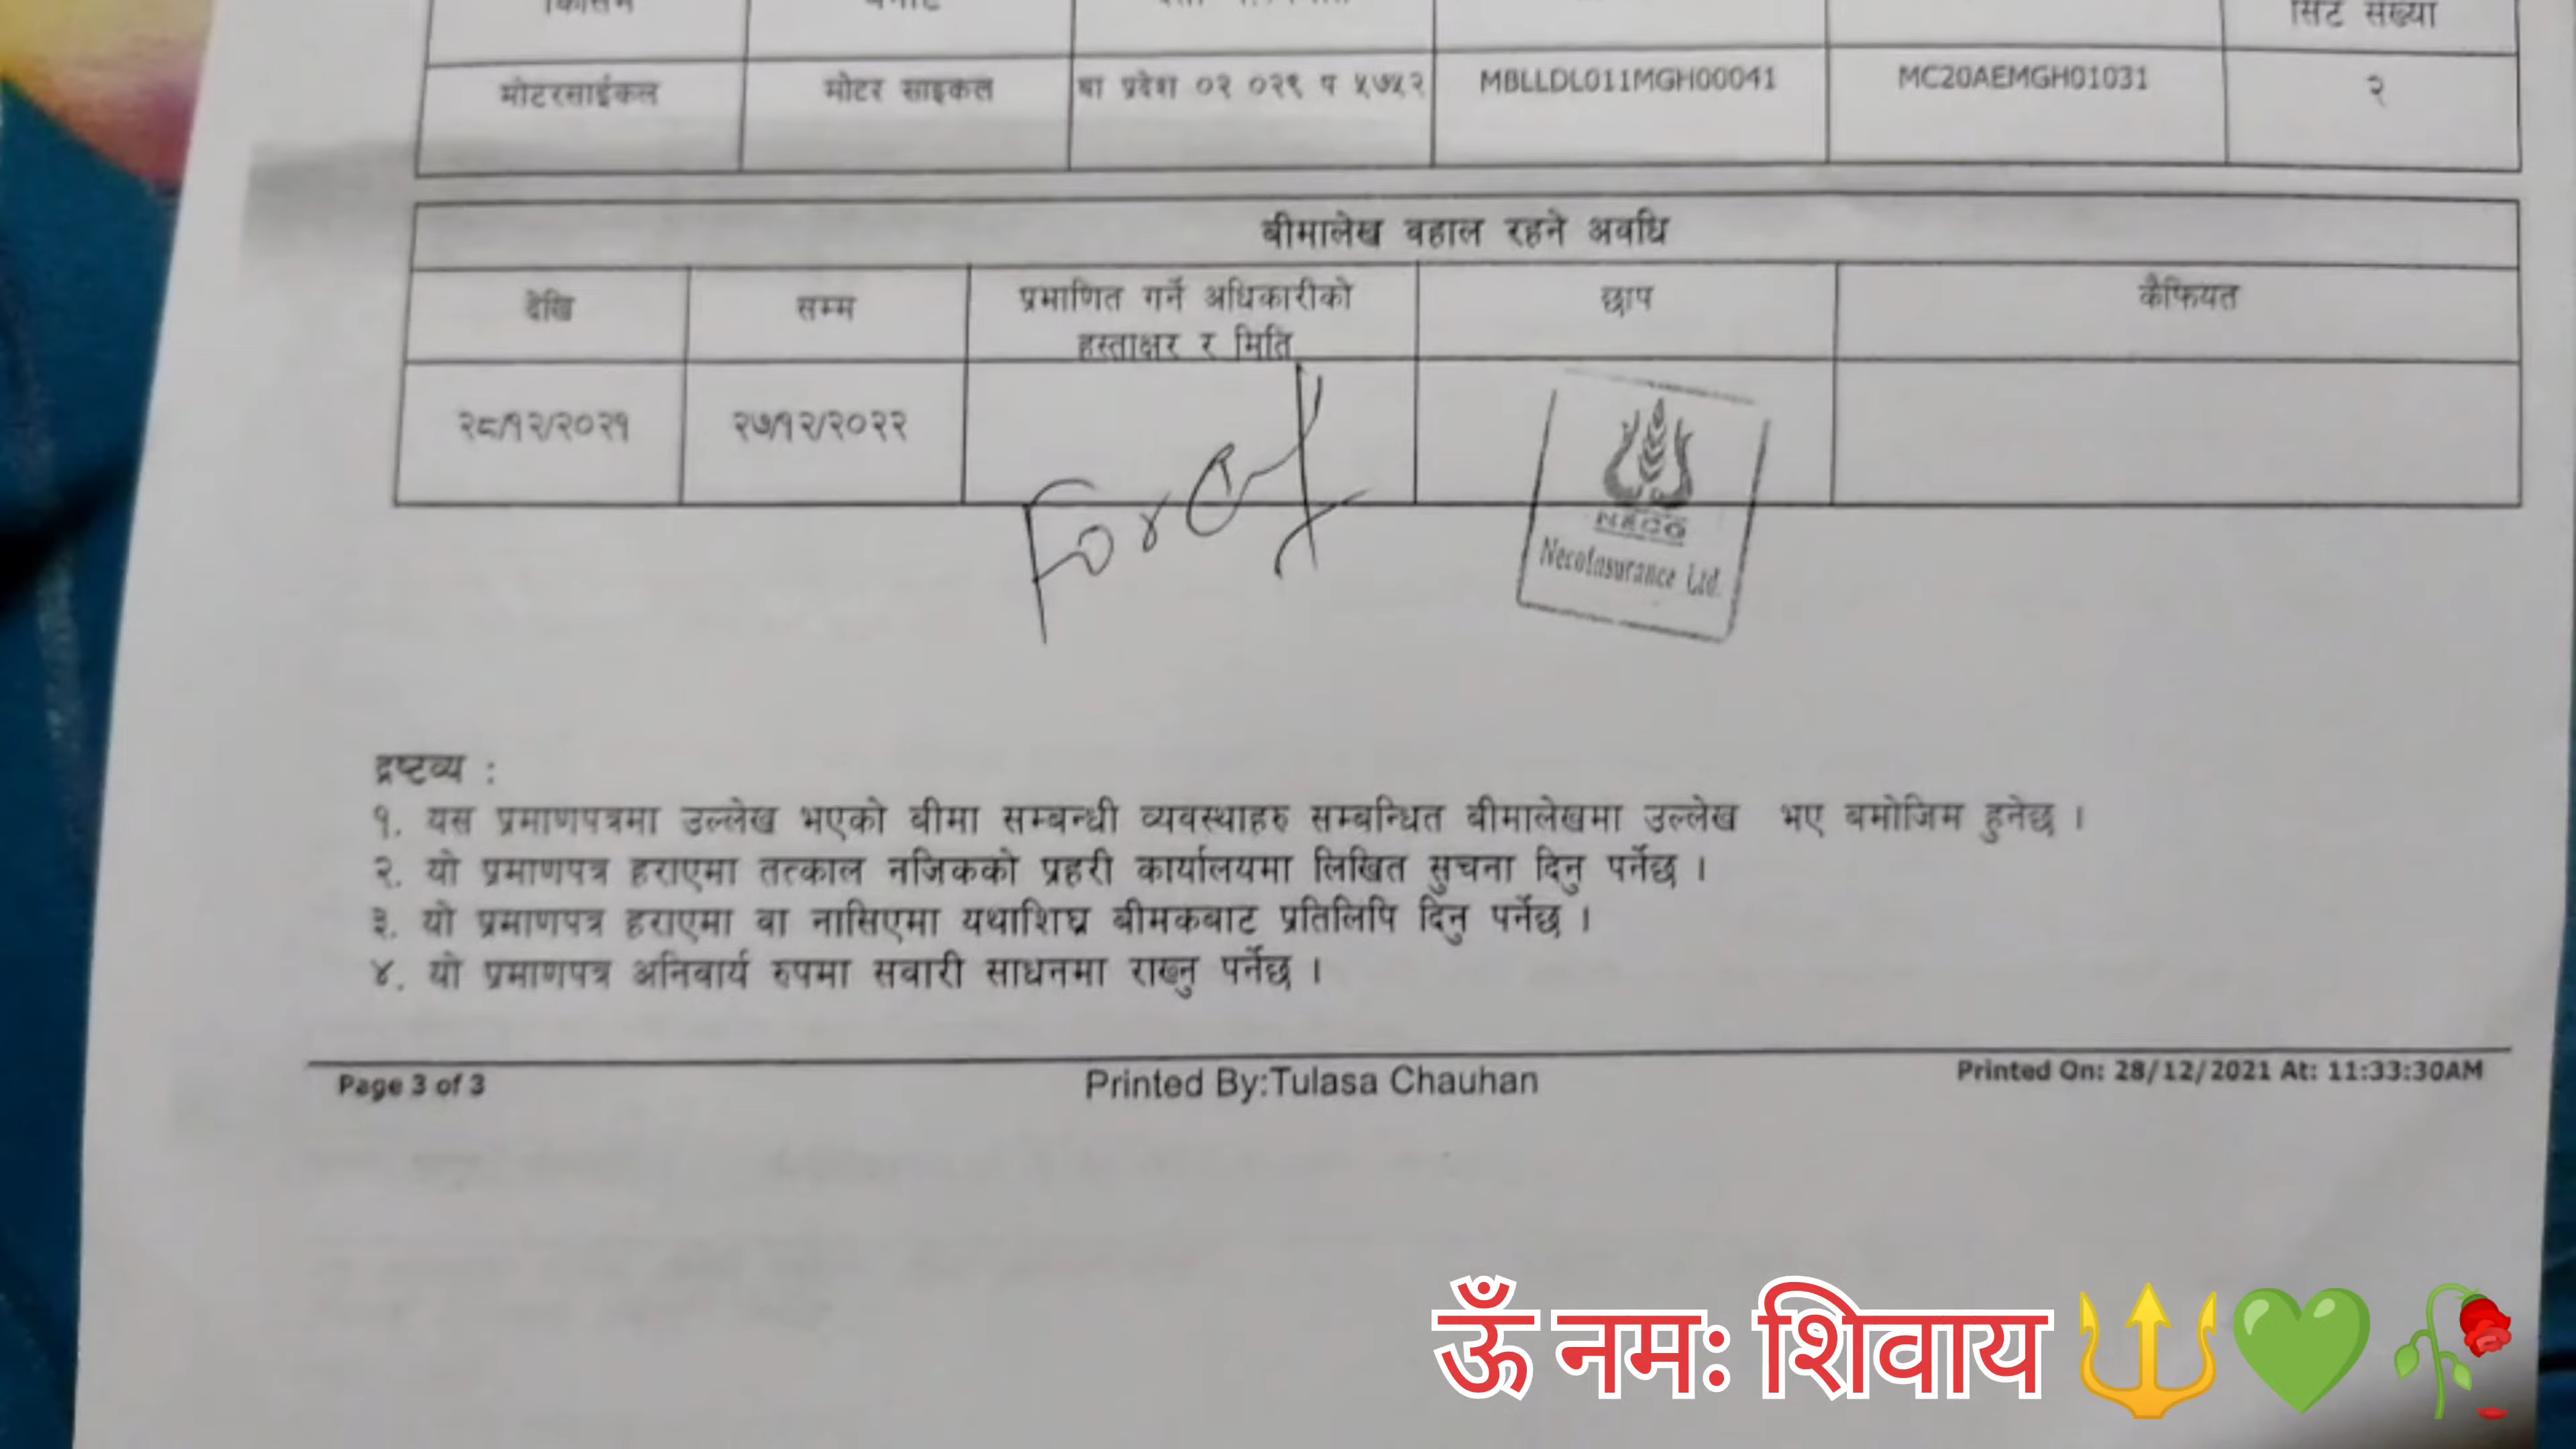 सिट संख्या
मोटरसाईकल मोटर साइकल बा प्रदेश ०२ ०२९ प ५७५२ MBLLDL011MGH00041 MC20AEMGH01031 २
बीमालेख वहाल रहने अवधि
देखि सम्म प्रमाणित गर्ने अधिकारीको हस्ताक्षर र मिति छाप कैफियत
२८/१२/२०२१ २७/१२/२०२२
For
NECO
NecoInsurance Ltd.
द्रष्टव्य :
१. यस प्रमाणपत्रमा उल्लेख भएको बीमा सम्बन्धी व्यवस्थाहरु सम्बन्धित बीमालेखमा उल्लेख भए बमोजिम हुनेछ ।
२. यो प्रमाणपत्र हराएमा तत्काल नजिकको प्रहरी कार्यालयमा लिखित सुचना दिनु पर्नेछ ।
३. यो प्रमाणपत्र हराएमा वा नासिएमा यथाशिघ्र बीमकबाट प्रतिलिपि दिनु पर्नेछ ।
४. यो प्रमाणपत्र अनिवार्य रुपमा सवारी साधनमा राख्नु पर्नेछ ।
Page 3 of 3 Printed By:Tulasa Chauhan Printed On: 28/12/2021 At: 11:33:30AM
ऊँ नमः शिवाय 🔱💚🥀